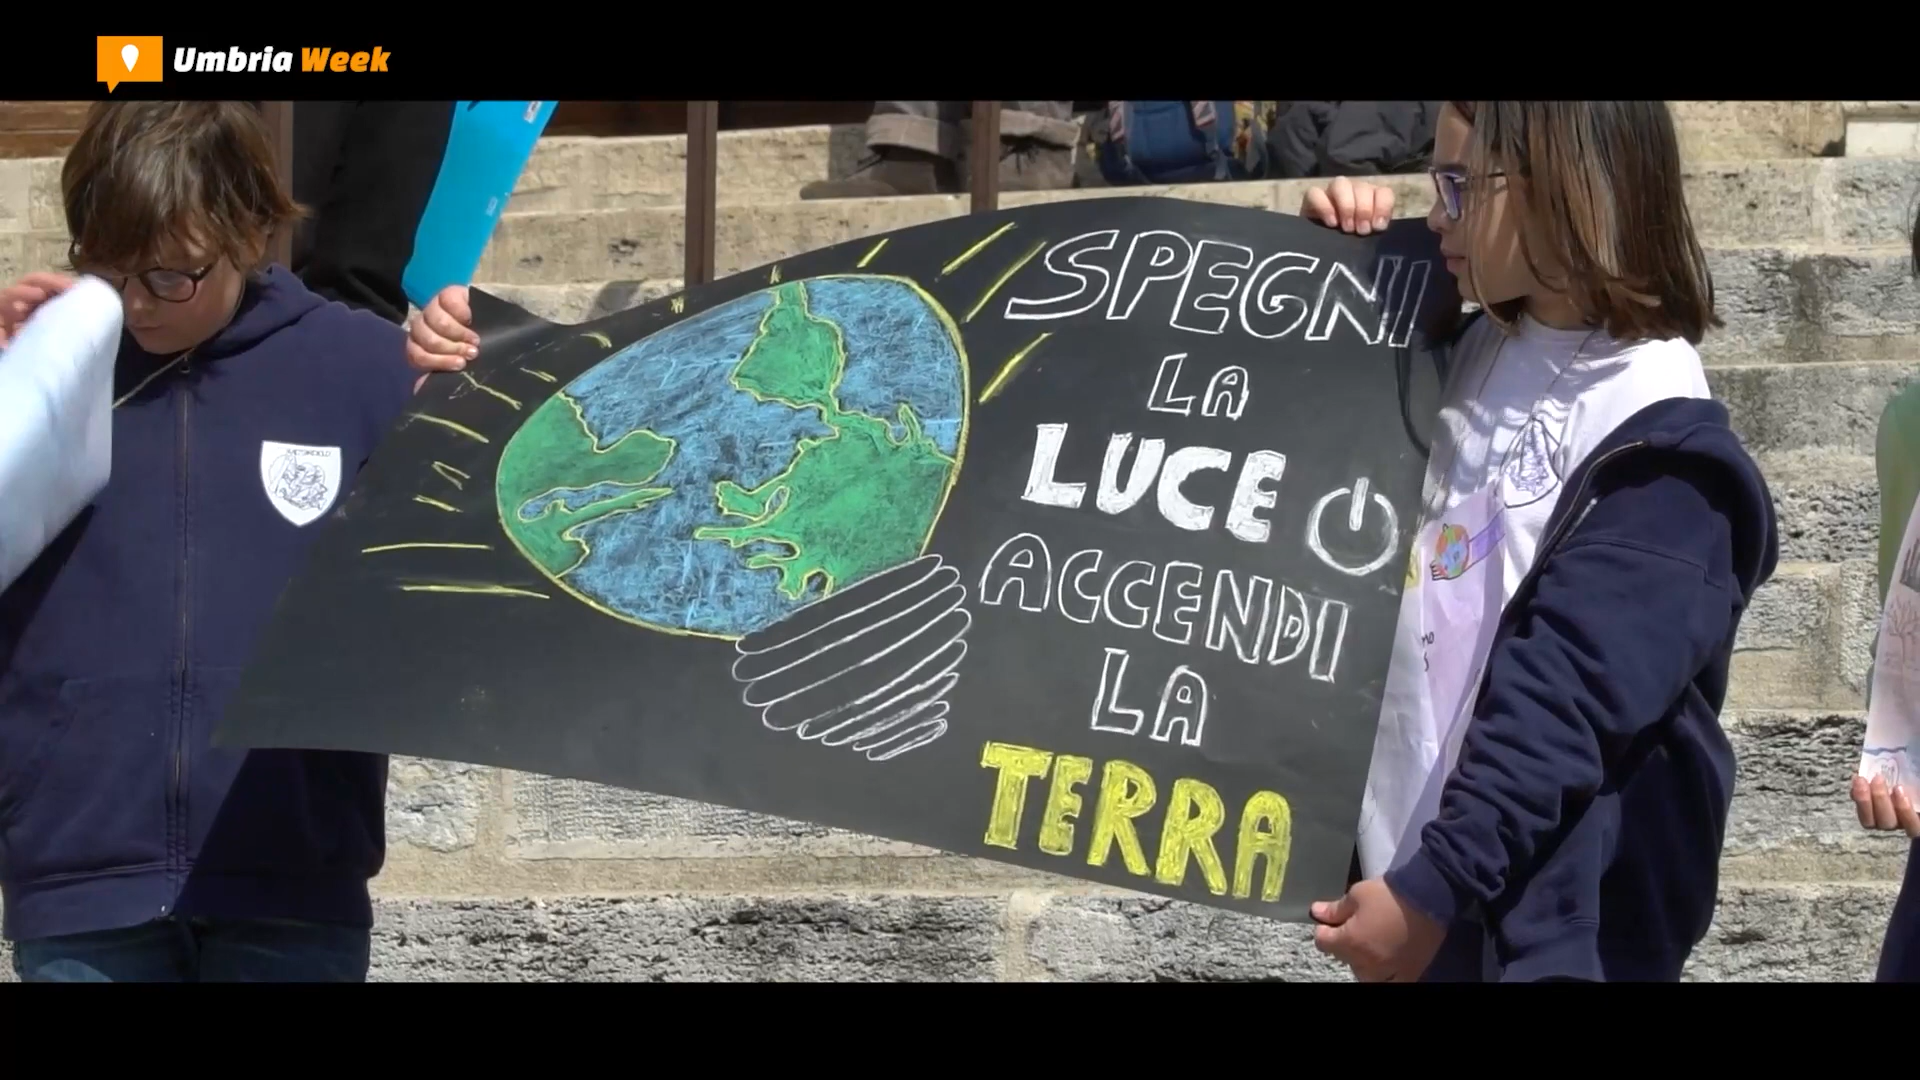 Umbria Week
SPEGNI
LA
LUCE
ACCENDI
LA
TERRA